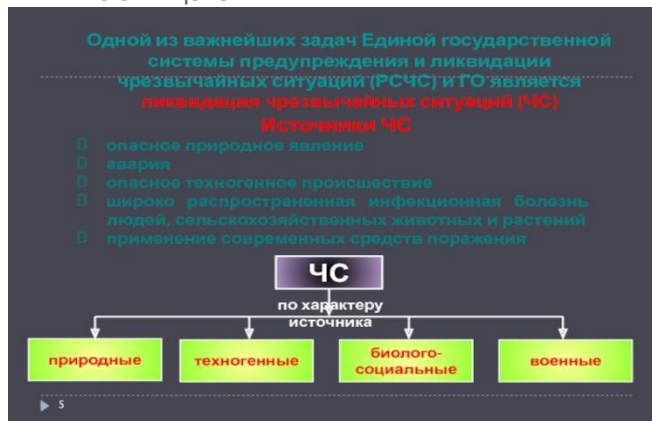 Одной из важнейших задач Единой государственной
системы предупреждения и ликвидации
чрезвычайных ситуаций (РСЧС) и ГО является
ликвидация чрезвычайных ситуаций (ЧС)
Источники ЧС
опасное природное явление
авария
опасное техногенное происшествие
широко распространенная инфекционная болезнь
людей, сельскохозяйственных животных и растений
применение современных средств поражения
ЧС
по характеру
источника
природные
техногенные
биолого-
социальные
военные
5